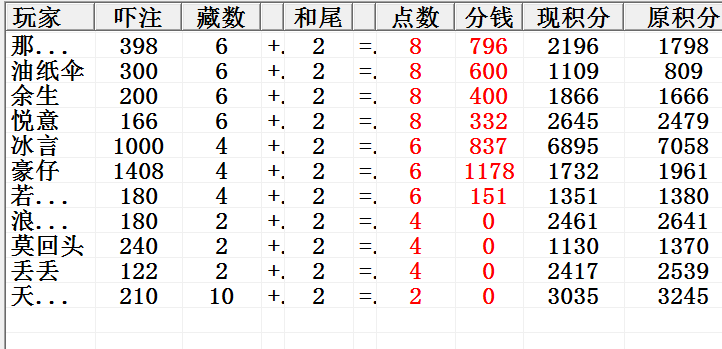 玩家 吓注 藏数 和尾 点数 分钱 现积分 原积分
那... 398 6 +. 2 =. 8 796 2196 1798
油纸伞 300 6 +. 2 =. 8 600 1109 809
余生 200 6 +. 2 =. 8 400 1866 1666
悦意 166 6 +. 2 =. 8 332 2645 2479
冰言 1000 4 +. 2 =. 6 837 6895 7058
豪仔 1408 4 +. 2 =. 6 1178 1732 1961
若... 180 4 +. 2 =. 6 151 1351 1380
浪... 180 2 +. 2 =. 4 0 2461 2641
莫回头 240 2 +. 2 =. 4 0 1130 1370
丢丢 122 2 +. 2 =. 4 0 2417 2539
天... 210 10 +. 2 =. 2 0 3035 3245